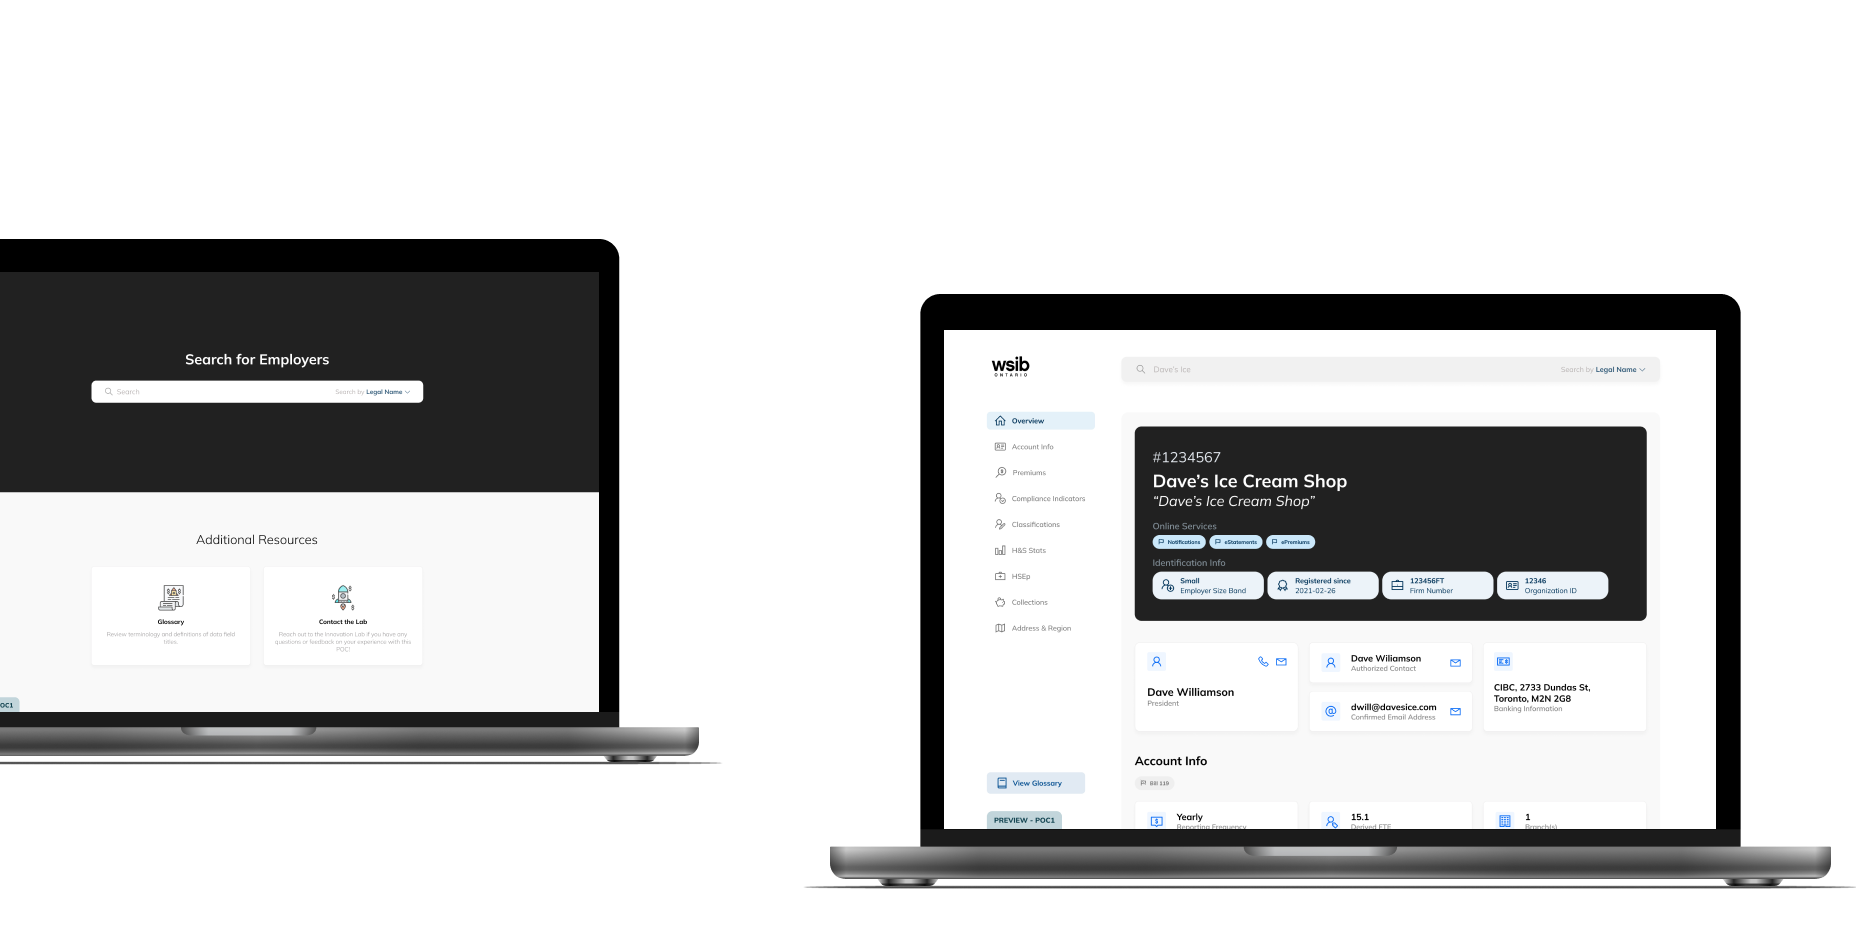 Search for Employers
Search
Search by Legal Name
Additional Resources
Glossary
Review terminology and definitions of data field
titles.
Contact the Lab
Reach out to the Innovation Lab if you have any
questions or feedback on your experience with this
POC!
OC1
wsib
ONTARIO
Dave's Ice
Search by Legal Name
Overview
Account Info
Premiums
Compliance Indicators
Classifications
H&S Stats
HSEp
Collections
Address & Region
View Glossary
PREVIEW - POC1
#1234567
Dave's Ice Cream Shop
“Dave's Ice Cream Shop”
Online Services
Notifications
eStatements
ePremiums
Identification Info
Small
Employer Size Band
Registered since
2021-02-26
123456FT
Firm Number
12346
Organization ID
Dave Williamson
President
Dave Wiliamson
Authorized Contact
dwill@davesice.com
Confirmed Email Address
CIBC, 2733 Dundas St,
Toronto, M2N 2G8
Banking Information
Account Info
Bill 119
Yearly
Reporting Frequency
15.1
Derived FTE
1
Branch(s)